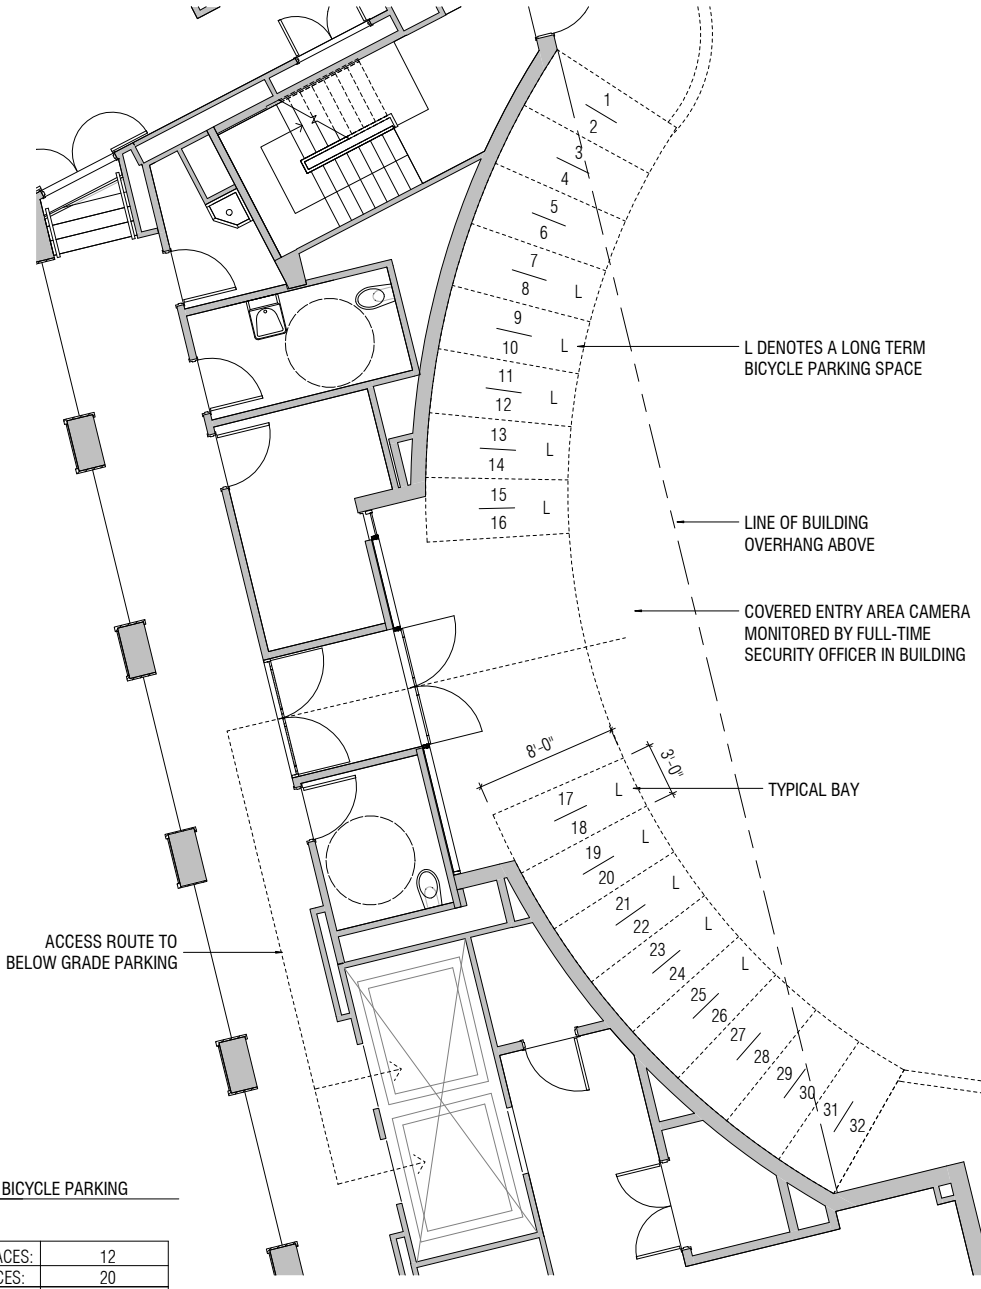 1
2
3
4
5
6
7
8 L
9
10 L
11
12 L
13
14 L
15
16 L
L DENOTES A LONG TERM
BICYCLE PARKING SPACE
LINE OF BUILDING
OVERHANG ABOVE
COVERED ENTRY AREA CAMERA
MONITORED BY FULL-TIME
SECURITY OFFICER IN BUILDING
8'-0"
3'-0"
TYPICAL BAY
17 L
18
19 L
20
21 L
22
23 L
24
25 L
26
27
28
29
30
31
32
ACCESS ROUTE TO
BELOW GRADE PARKING
BICYCLE PARKING
ACES: 12
CES: 20